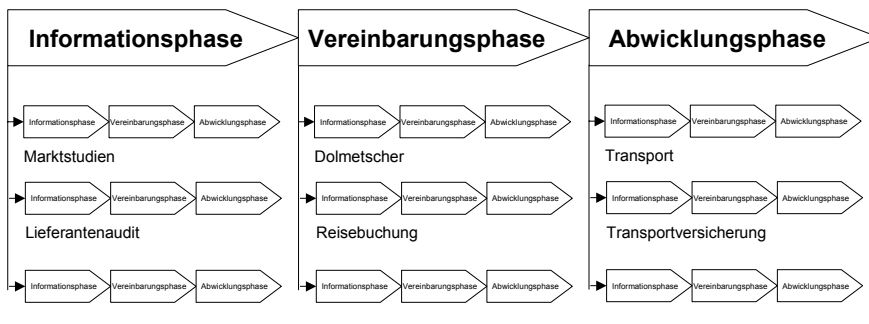 Informationsphase Vereinbarungsphase Abwicklungsphase
Informationsphase Vereinbarungsphase Abwicklungsphase Informationsphase Vereinbarungsphase Abwicklungsphase Informationsphase Vereinbarungsphase Abwicklungsphase
Marktstudien Dolmetscher Transport
Informationsphase Vereinbarungsphase Abwicklungsphase Informationsphase Vereinbarungsphase Abwicklungsphase Informationsphase Vereinbarungsphase Abwicklungsphase
Lieferantenaudit Reisebuchung Transportversicherung
Informationsphase Vereinbarungsphase Abwicklungsphase Informationsphase Vereinbarungsphase Abwicklungsphase Informationsphase Vereinbarungsphase Abwicklungsphase